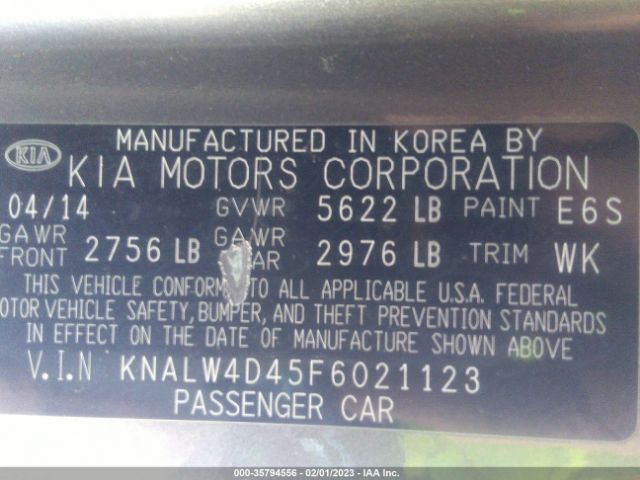 MANUFACTURED IN KOREA BY
KIA KIA MOTORS CORPORATION
04/14 GVWR 5622 LB PAINT E6S
GAWR FRONT 2756 LB GAWR AR 2976 LB TRIM WK
THIS VEHICLE CONFORM TO ALL APPLICABLE U.S.A. FEDERAL
OTOR VEHICLE SAFETY, BUMPER, AND THEFT PREVENTION STANDARDS
IN EFFECT ON THE DATE OF MANUFACTURE SHOWN ABOVE
V.I.N KNALW4D45F6021123
PASSENGER CAR
000-35794556 - 02/01/2023 - IAA Inc.